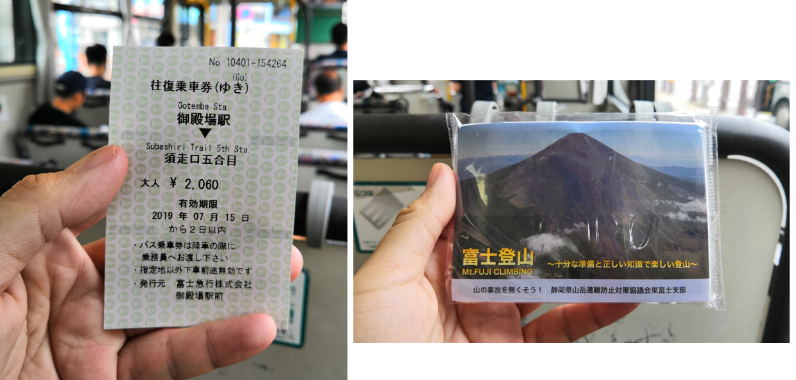 No 10401-154264
(Go)
往復乗車券(ゆき)
Gotemba Sta
御殿場駅
▼
Subashiri Trail 5th Sta
須走口五合目
大人 ¥ 2,060
有効期限
2019 年 07 月 15 日
から2日以内
・バス乗車券は降車の際に
乗務員へお渡し下さい
・指定地以外下車前途無効です
・発行元 富士急行株式会社
御殿場駅前
富士登山
Mt.FUJI CLIMBING
～十分な準備と正しい知識で楽しい登山～
山の事故を無くそう! 静岡県山岳遭難防止対策協議会東富士支部